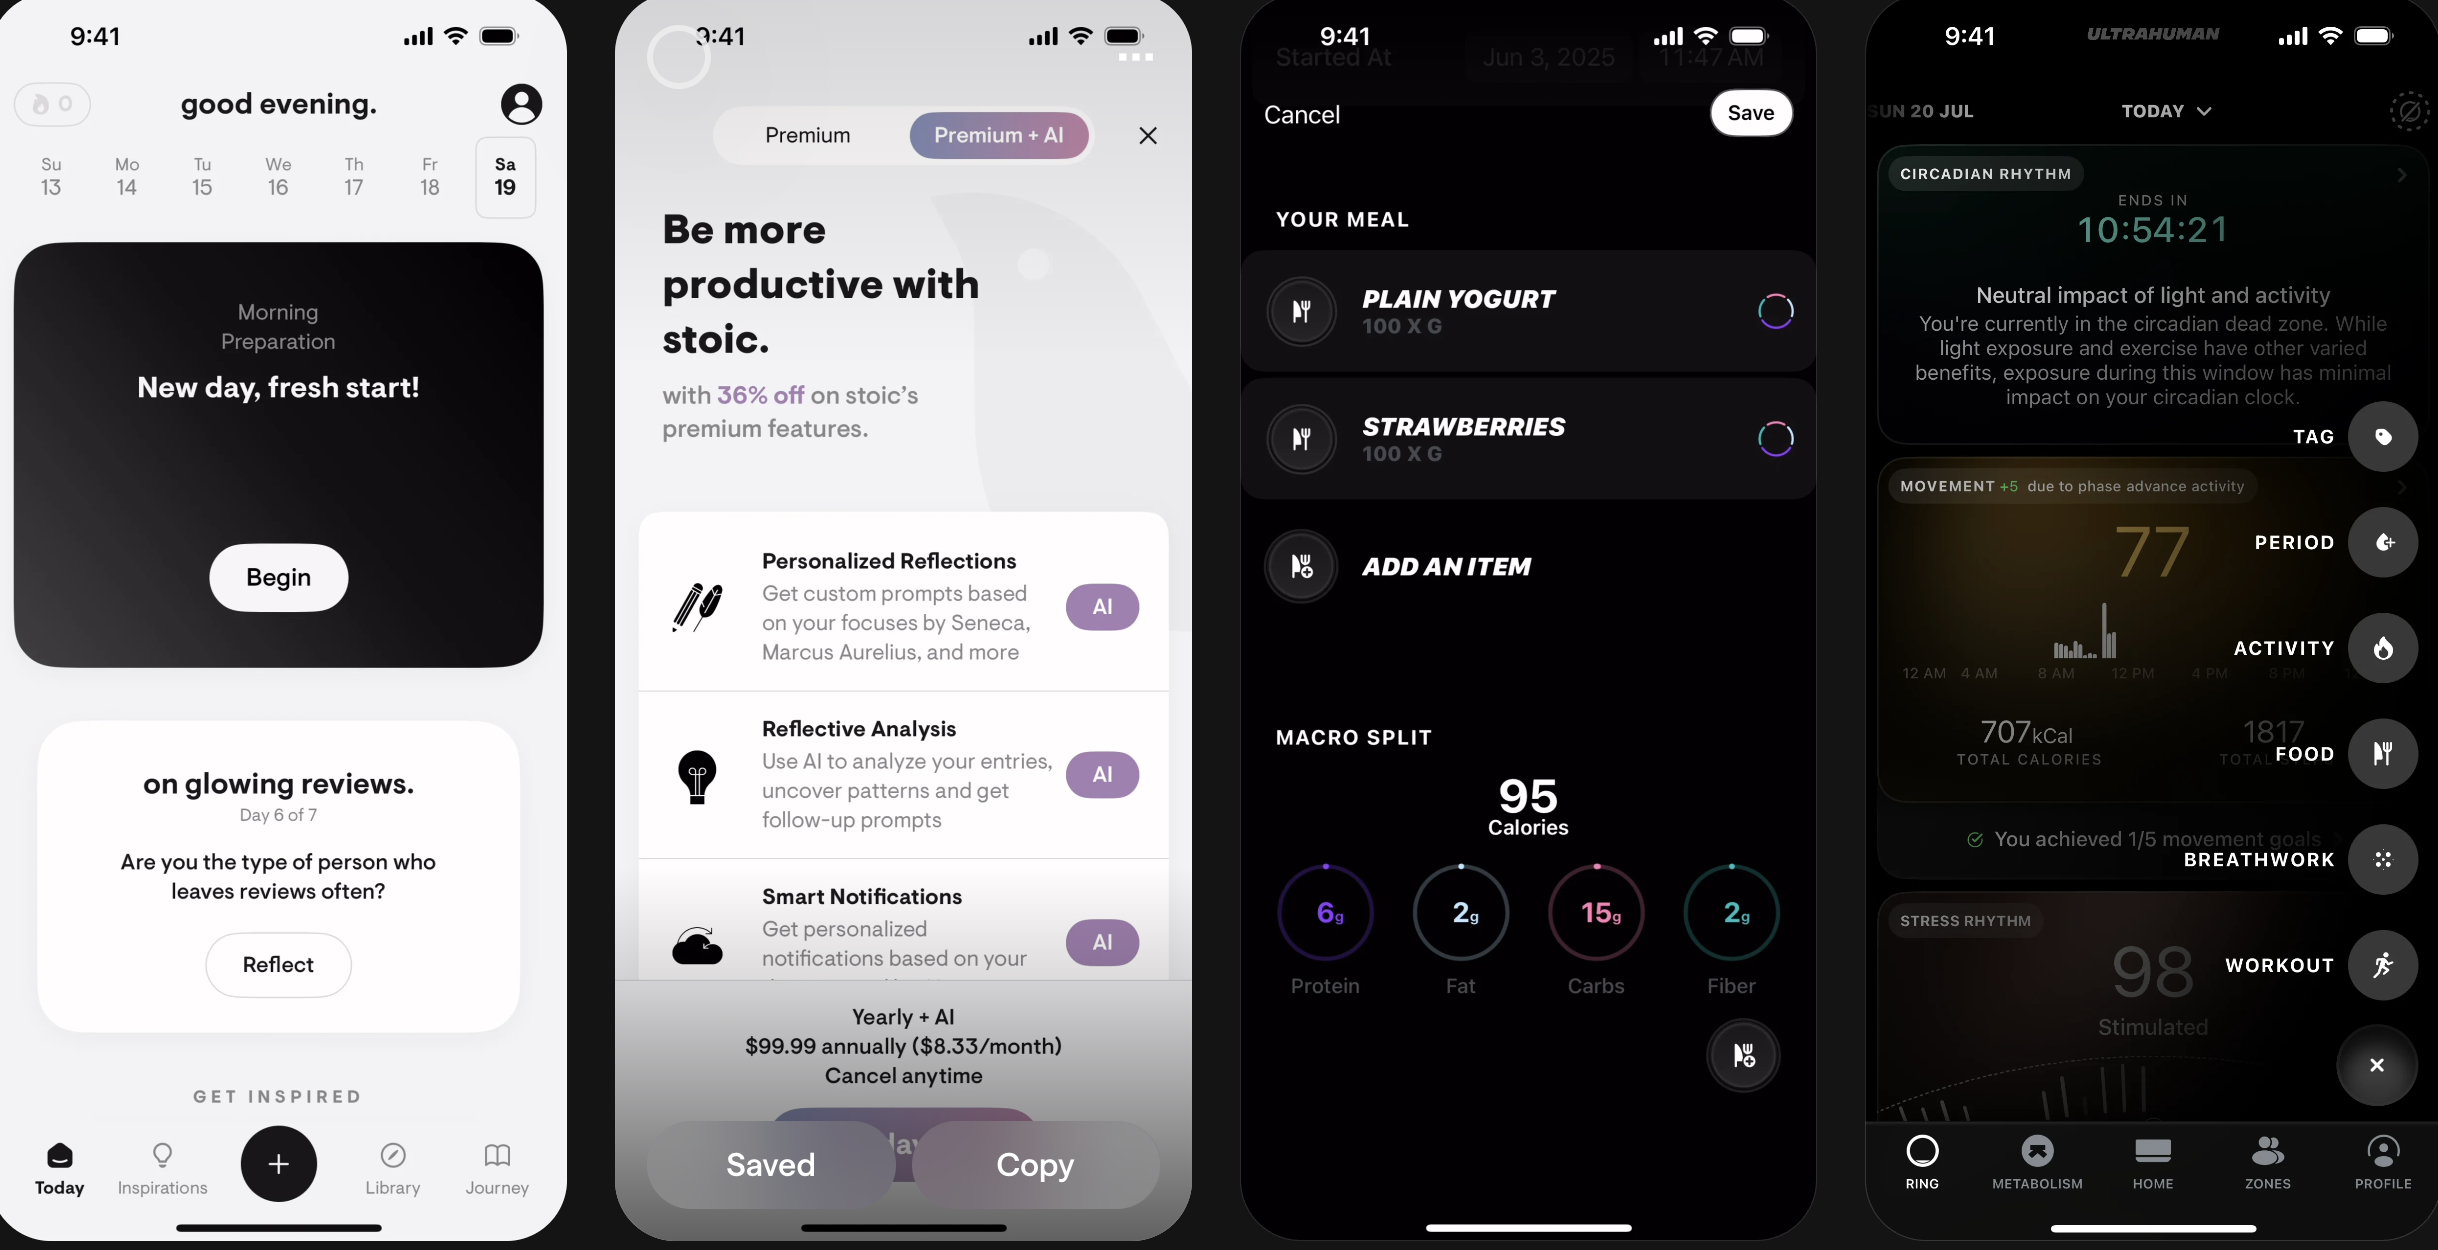 9:41
0
good evening.
Su Mo Tu We Th Fr Sa
13 14 15 16 17 18 19
Morning
Preparation
New day, fresh start!
Begin
on glowing reviews.
Day 6 of 7
Are you the type of person who
leaves reviews often?
Reflect
GET INSPIRED
Today Inspirations Library Journey
9:41
Premium Premium + AI
Be more
productive with
stoic.
with 36% off on stoic's
premium features.
Personalized Reflections
Get custom prompts based
on your focuses by Seneca,
Marcus Aurelius, and more
AI
Reflective Analysis
Use AI to analyze your entries,
uncover patterns and get
follow-up prompts
AI
Smart Notifications
Get personalized
notifications based on your
AI
Yearly + AI
$99.99 annually ($8.33/month)
Cancel anytime
Saved Copy
9:41
Started At Jun 3, 2025 11:47 AM
Cancel Save
YOUR MEAL
PLAIN YOGURT
100 X G
STRAWBERRIES
100 X G
ADD AN ITEM
MACRO SPLIT
95
Calories
6g 2g 15g 2g
Protein Fat Carbs Fiber
9:41 ULTRAHUMAN
SUN 20 JUL TODAY
CIRCADIAN RHYTHM
ENDS IN
10:54:21
Neutral impact of light and activity
You're currently in the circadian dead zone. While
light exposure and exercise have other varied
benefits, exposure during this window has minimal
impact on your circadian clock.
TAG
MOVEMENT +5 due to phase advance activity
77
PERIOD
ACTIVITY
12 AM 4 AM 8 AM 12 PM 4 PM 8 PM
707kCal 1817
TOTAL CALORIES TOTAL
FOOD
You achieved 1/5 movement goals
BREATHWORK
STRESS RHYTHM
98
Stimulated
WORKOUT
RING METABOLISM HOME ZONES PROFILE